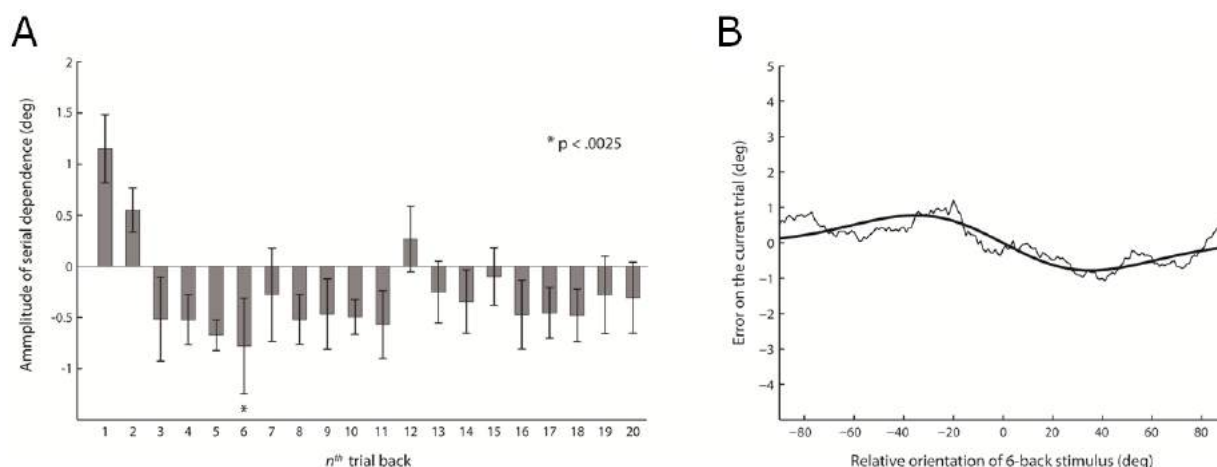 A
Ammplitude of serial dependence (deg)
2
1.5
1
0.5
0
-0.5
-1
* p < .0025
*
1 2 3 4 5 6 7 8 9 10 11 12 13 14 15 16 17 18 19 20
nth trial back
B
Error on the current trial (deg)
5
4
3
2
1
0
−1
−2
−3
−4
−80 −60 −40 −20 0 20 40 60 80
Relative orientation of 6-back stimulus (deg)